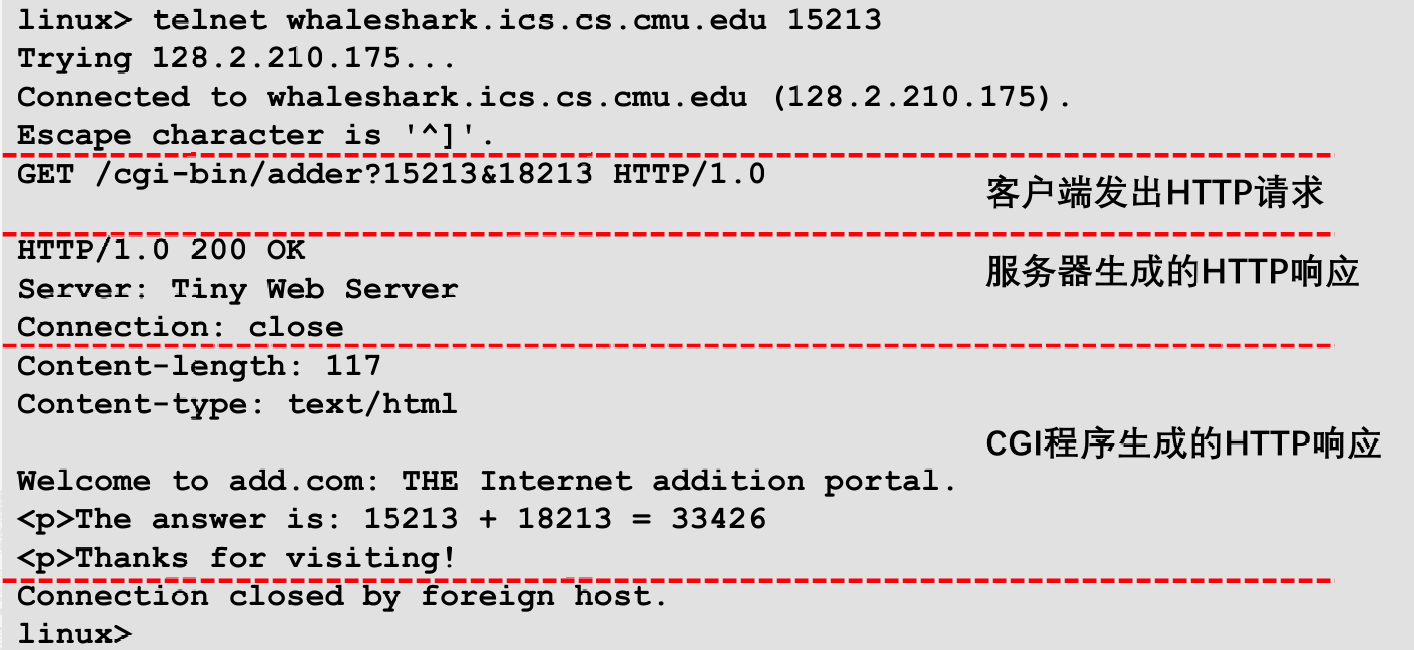 linux> telnet whaleshark.ics.cs.cmu.edu 15213
Trying 128.2.210.175...
Connected to whaleshark.ics.cs.cmu.edu (128.2.210.175).
Escape character is '^]'.
GET /cgi-bin/adder?15213&18213 HTTP/1.0
客户端发出HTTP请求
HTTP/1.0 200 OK
服务器生成的HTTP响应
Server: Tiny Web Server
Connection: close
Content-length: 117
Content-type: text/html
CGI程序生成的HTTP响应
Welcome to add.com: THE Internet addition portal.
<p>The answer is: 15213 + 18213 = 33426
<p>Thanks for visiting!
Connection closed by foreign host.
linux>